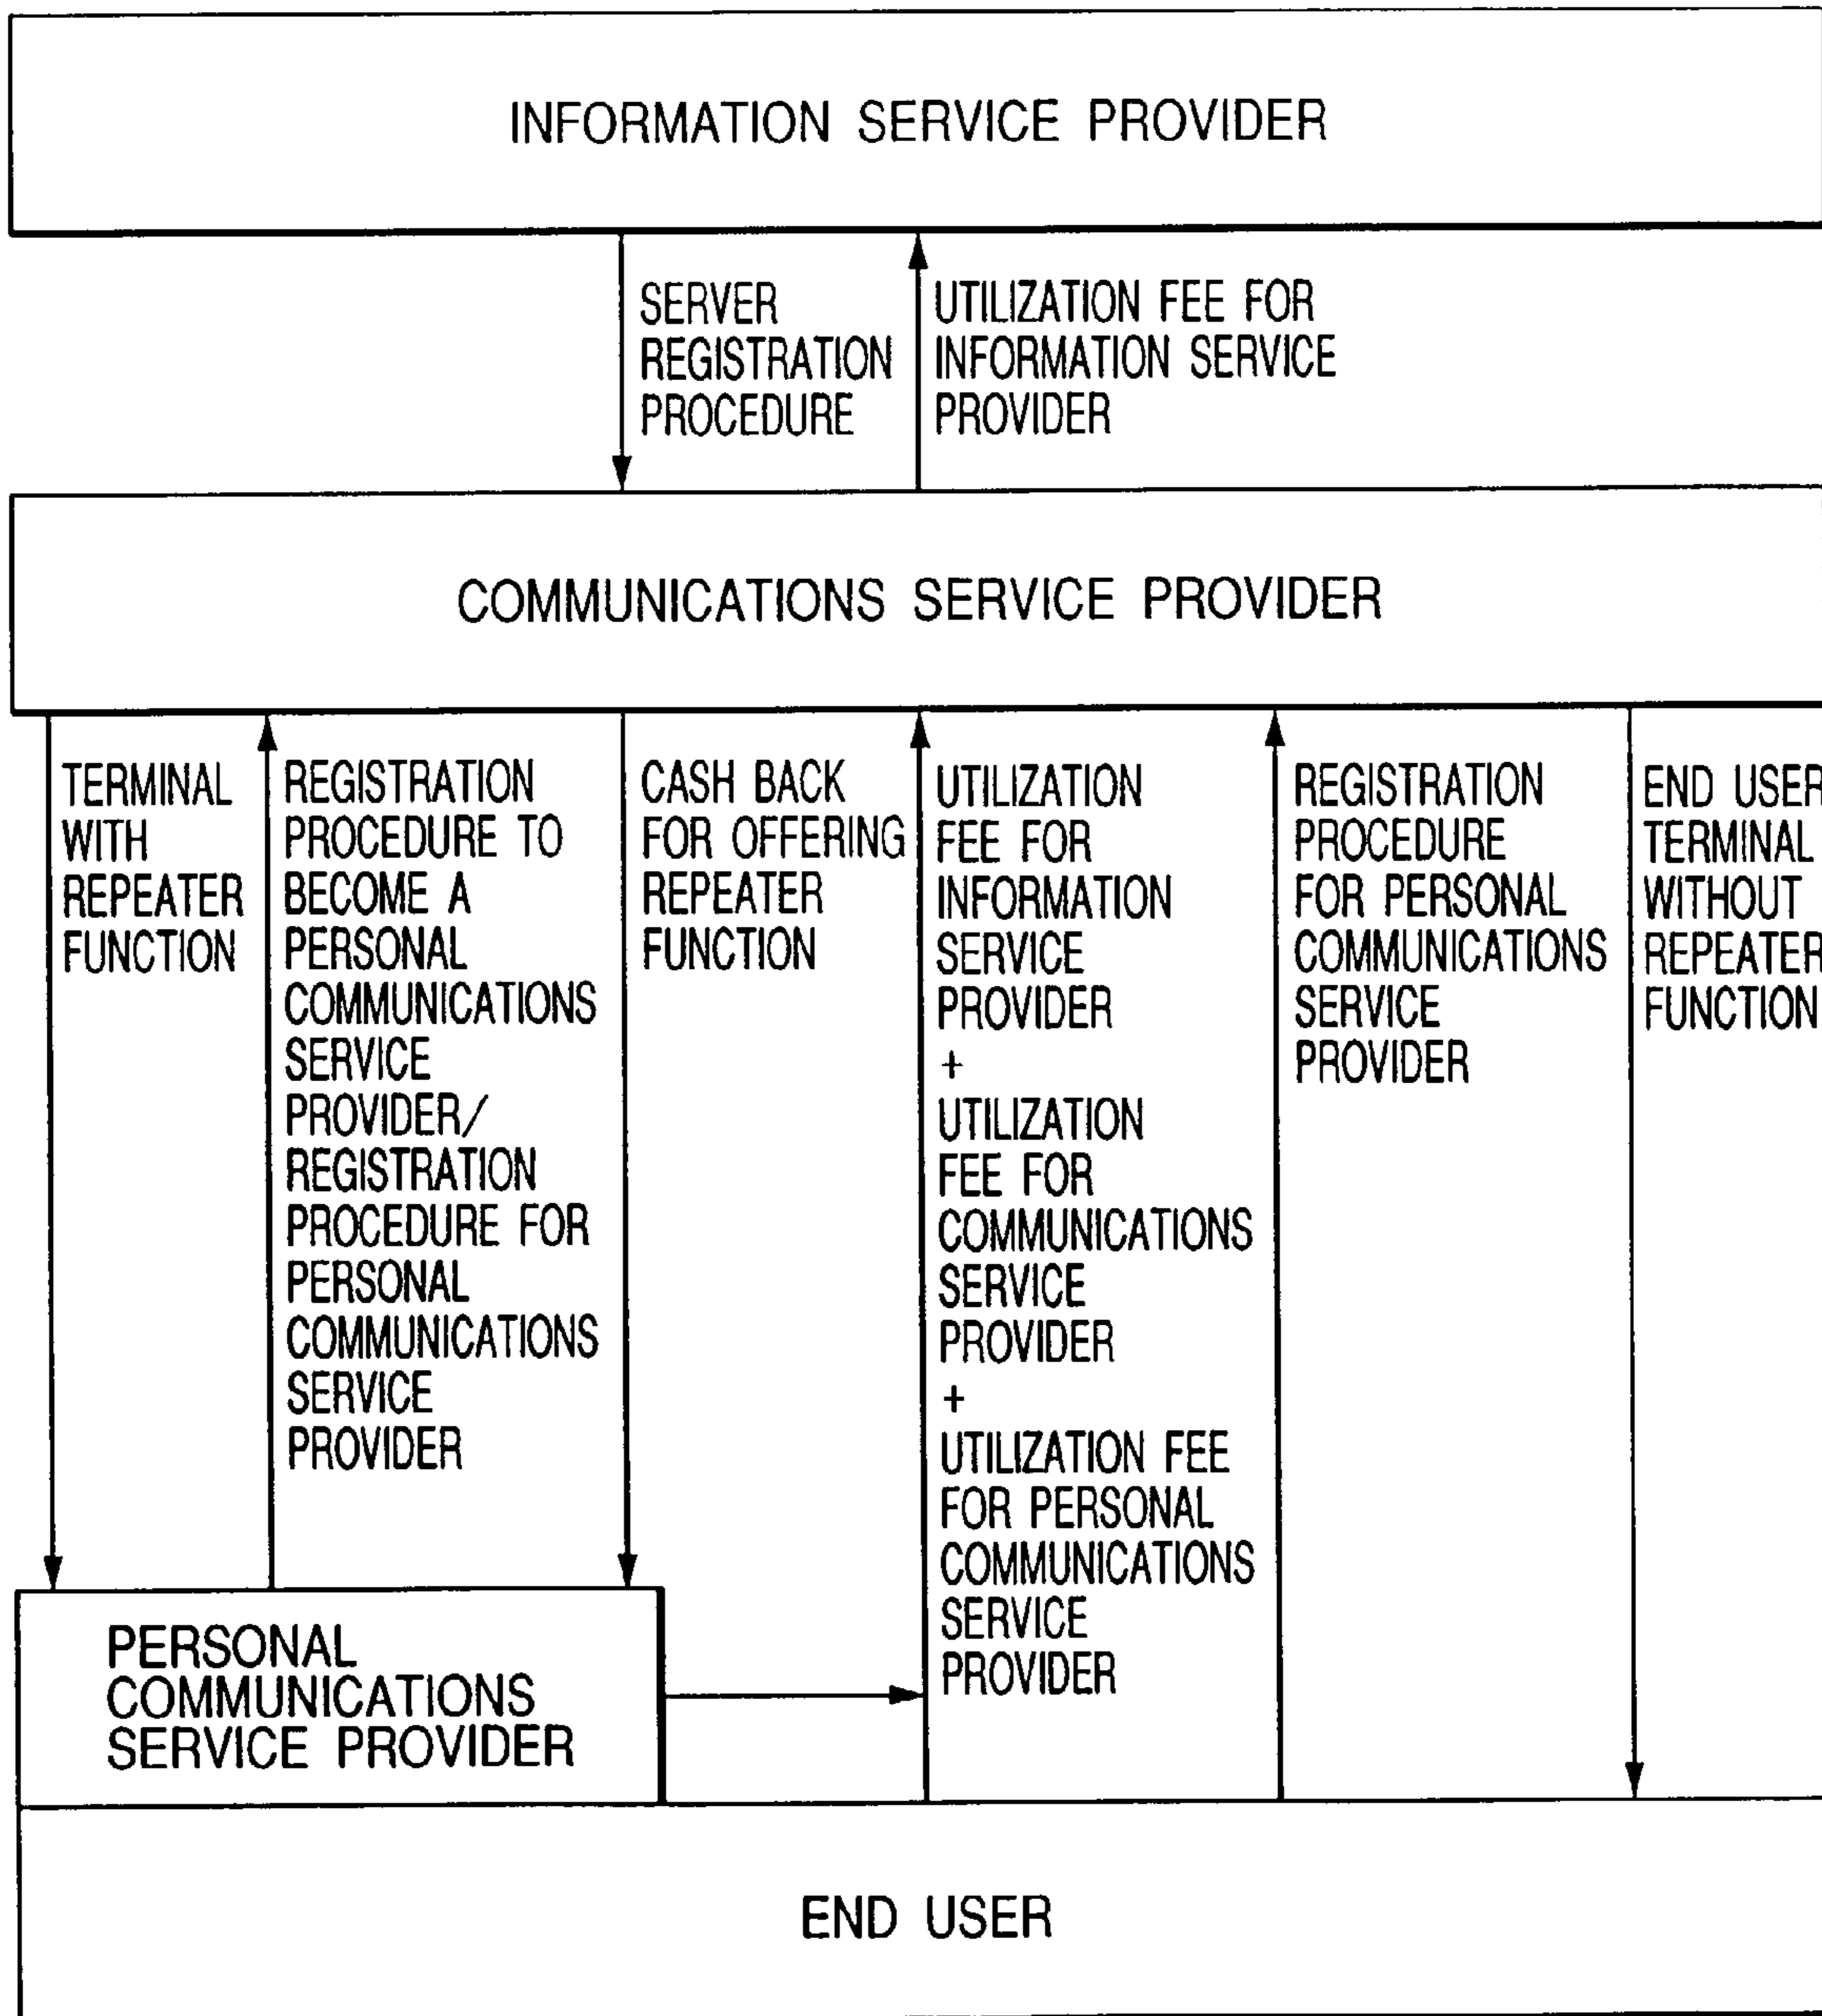 INFORMATION SERVICE PROVIDER
SERVER
REGISTRATION
PROCEDURE
UTILIZATION FEE FOR
INFORMATION SERVICE
PROVIDER
COMMUNICATIONS SERVICE PROVIDER
TERMINAL
WITH
REPEATER
FUNCTION
REGISTRATION
PROCEDURE TO
BECOME A
PERSONAL
COMMUNICATIONS
SERVICE
PROVIDER/
REGISTRATION
PROCEDURE FOR
PERSONAL
COMMUNICATIONS
SERVICE
PROVIDER
CASH BACK
FOR OFFERING
REPEATER
FUNCTION
UTILIZATION
FEE FOR
INFORMATION
SERVICE
PROVIDER
+
UTILIZATION
FEE FOR
COMMUNICATIONS
SERVICE
PROVIDER
+
UTILIZATION FEE
FOR PERSONAL
COMMUNICATIONS
SERVICE
PROVIDER
REGISTRATION
PROCEDURE
FOR PERSONAL
COMMUNICATIONS
SERVICE
PROVIDER
END USER
TERMINAL
WITHOUT
REPEATER
FUNCTION
PERSONAL
COMMUNICATIONS
SERVICE PROVIDER
END USER